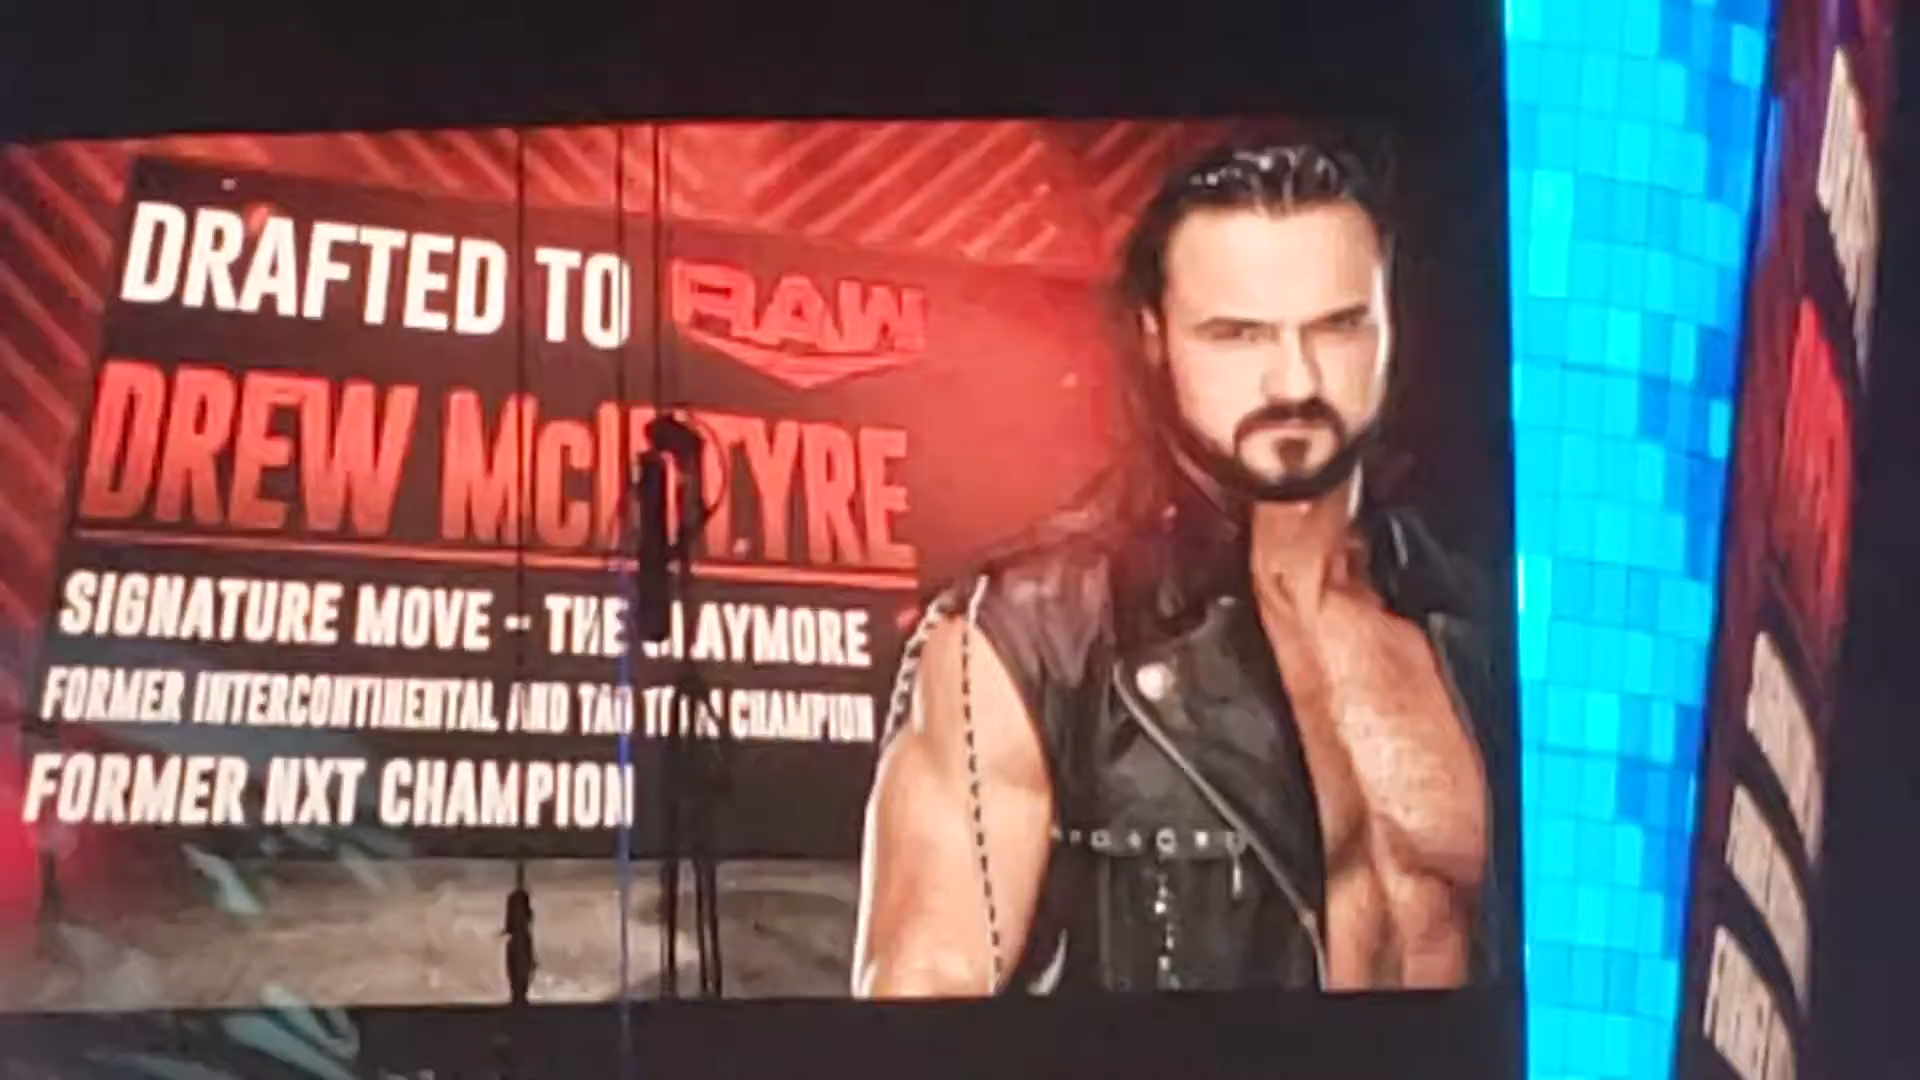 DRAFTED TO RAW
DREW McINTYRE
SIGNATURE MOVE - THE CLAYMORE
FORMER INTERCONTINENTAL AND TAG TEAM CHAMPION
FORMER NXT CHAMPION